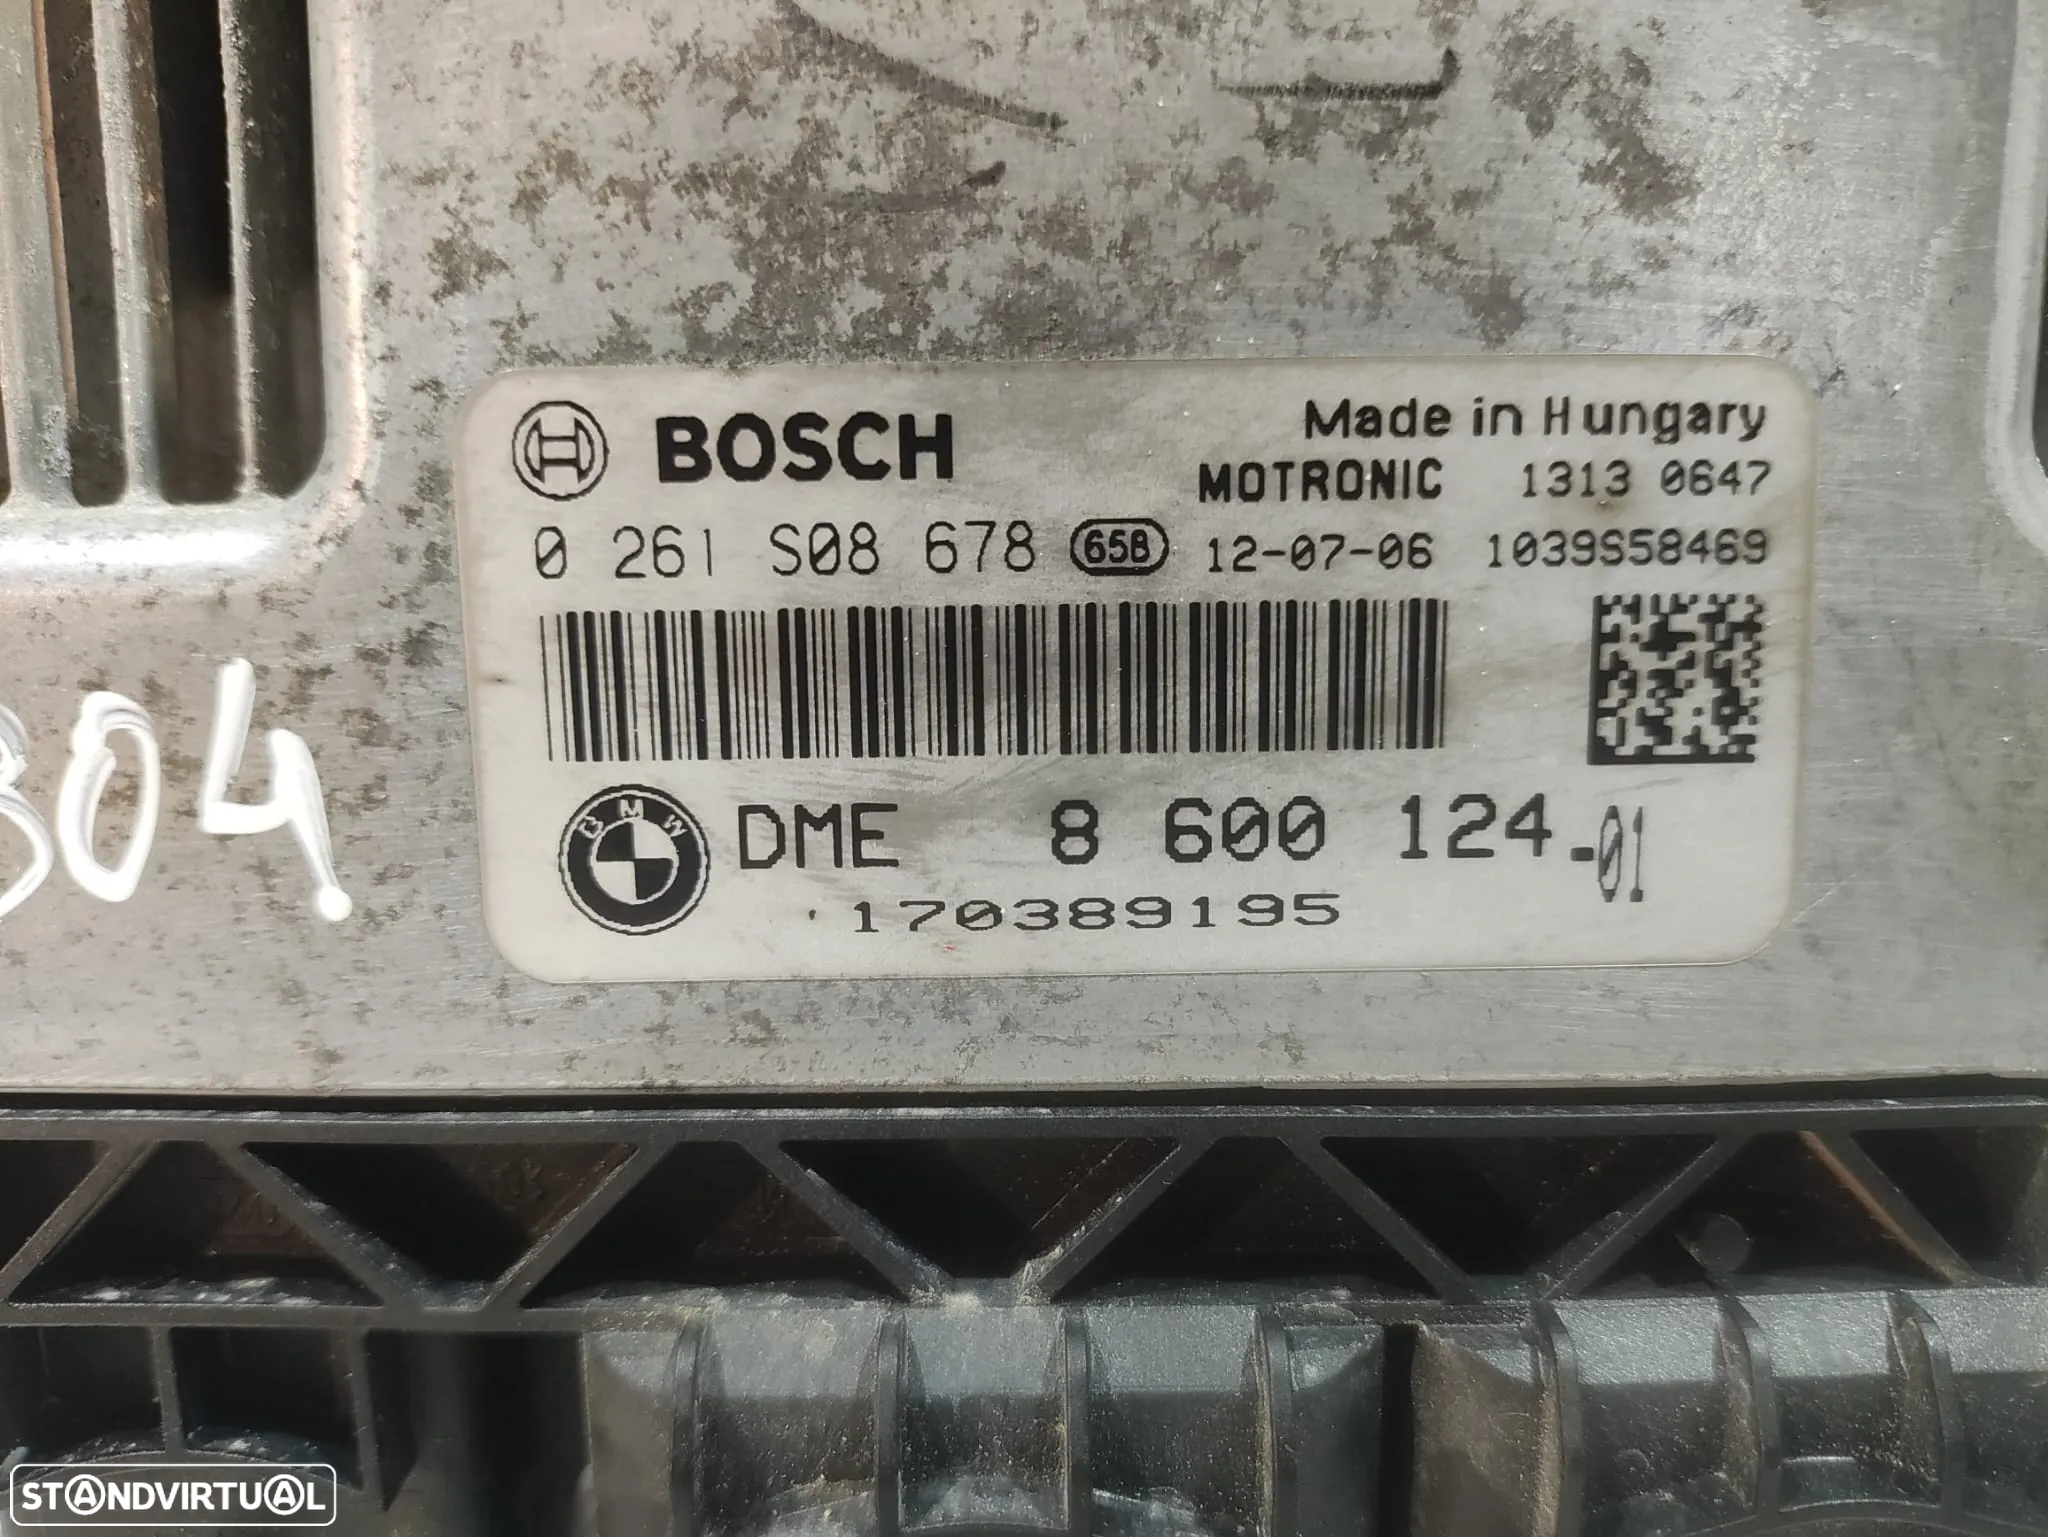 BOSCH
Made in Hungary
MOTRONIC 1313 0647
0 261 S08 678 65B 12-07-06 1039S58469
304
BMW
DME 8 600 124-01
170389195
STANDVIRTUAL